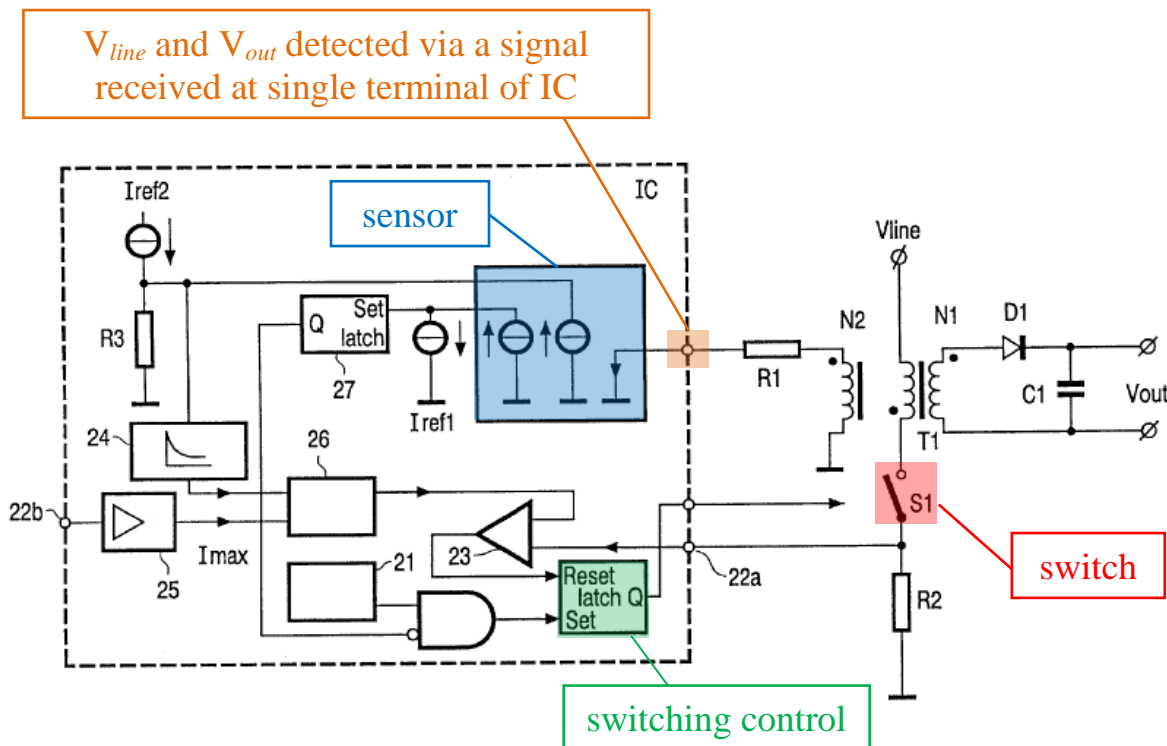 V_line and V_out detected via a signal
received at single terminal of IC
Iref2
IC
sensor
Vline
R3
Q
Set
latch
27
Iref1
N2
N1
D1
R1
C1
Vout
T1
24
26
22b
25
Imax
23
21
22a
S1
switch
Reset
latch Q
Set
R2
switching control